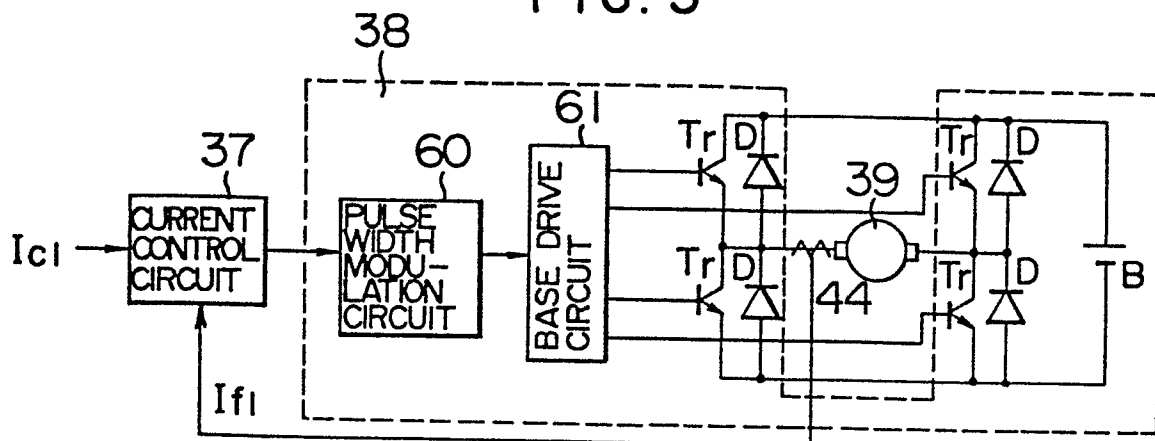 38
37
CURRENT
CONTROL
CIRCUIT
Ic1
If1
60
PULSE
WIDTH
MODU-
LATION
CIRCUIT
61
BASE DRIVE
CIRCUIT
Tr D
Tr D
39
44
Tr D
Tr D
B